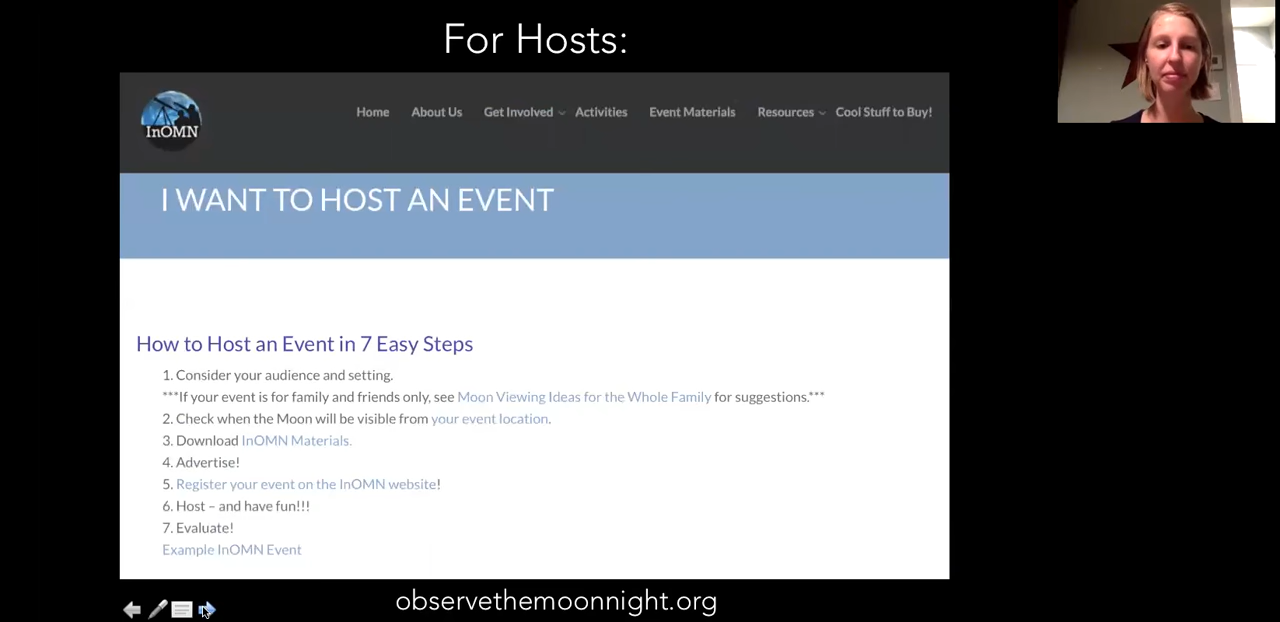 For Hosts:
InOMN
Home About Us Get Involved Activities Event Materials Resources Cool Stuff to Buy!
I WANT TO HOST AN EVENT
How to Host an Event in 7 Easy Steps
1. Consider your audience and setting.
***If your event is for family and friends only, see Moon Viewing Ideas for the Whole Family for suggestions.***
2. Check when the Moon will be visible from your event location.
3. Download InOMN Materials.
4. Advertise!
5. Register your event on the InOMN website!
6. Host – and have fun!!!
7. Evaluate!
Example InOMN Event
observethemoonnight.org